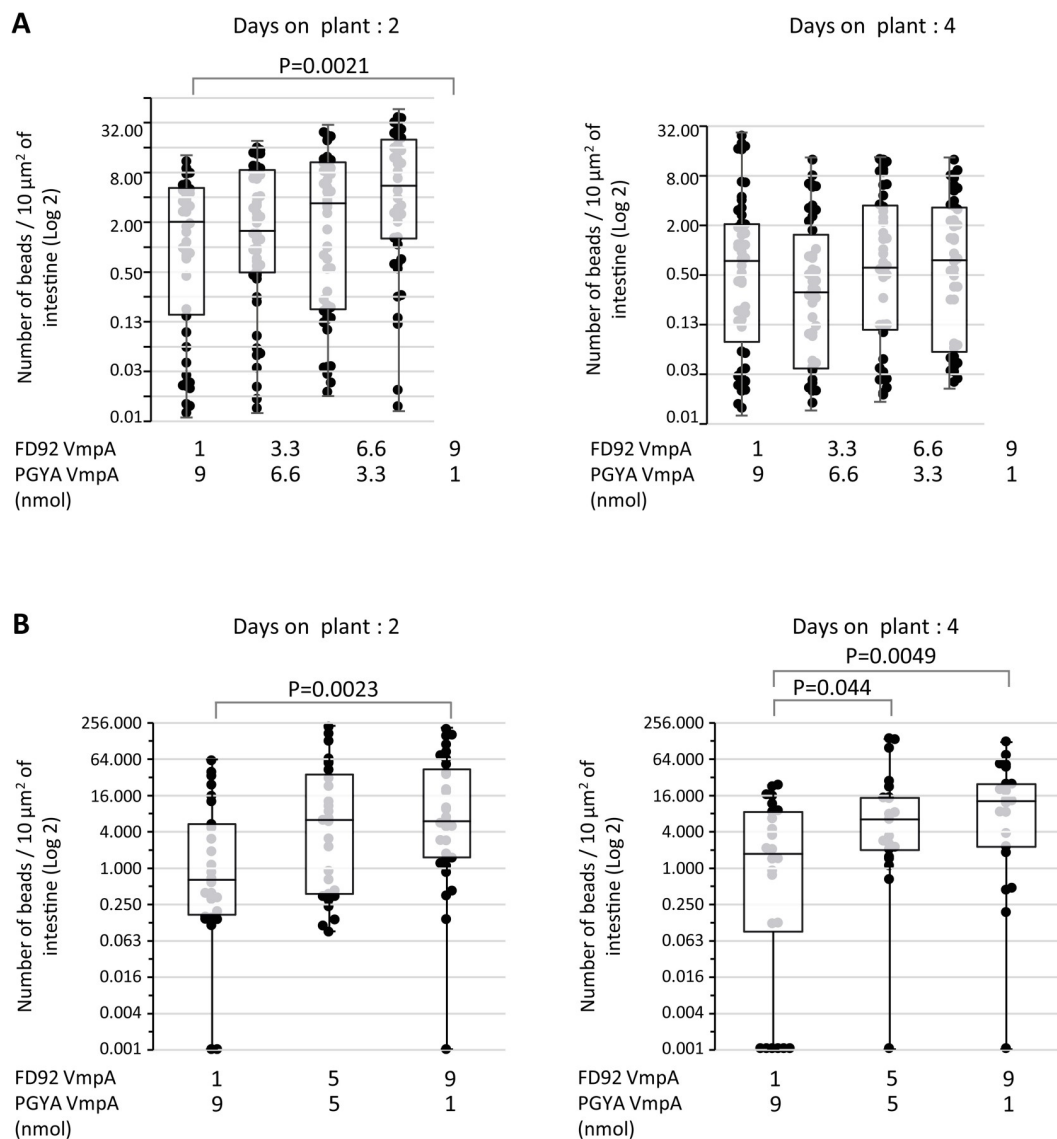 A
Days on plant : 2
P=0.0021
Number of beads / 10 µm² of
intestine (Log 2)
32.00
8.00
2.00
0.50
0.13
0.03
0.01
FD92 VmpA 1 3.3 6.6 9
PGYA VmpA 9 6.6 3.3 1
(nmol)
Days on plant : 4
Number of beads / 10 µm² of
intestine (Log 2)
32.00
8.00
2.00
0.50
0.13
0.03
0.01
FD92 VmpA 1 3.3 6.6 9
PGYA VmpA 9 6.6 3.3 1
(nmol)
B
Days on plant : 2
P=0.0023
Number of beads / 10 µm² of
intestine (Log 2)
256.000
64.000
16.000
4.000
1.000
0.250
0.063
0.016
0.004
0.001
FD92 VmpA 1 5 9
PGYA VmpA 9 5 1
(nmol)
Days on plant : 4
P=0.0049
P=0.044
Number of beads / 10 µm² of
intestine (Log 2)
256.000
64.000
16.000
4.000
1.000
0.250
0.063
0.016
0.004
0.001
FD92 VmpA 1 5 9
PGYA VmpA 9 5 1
(nmol)